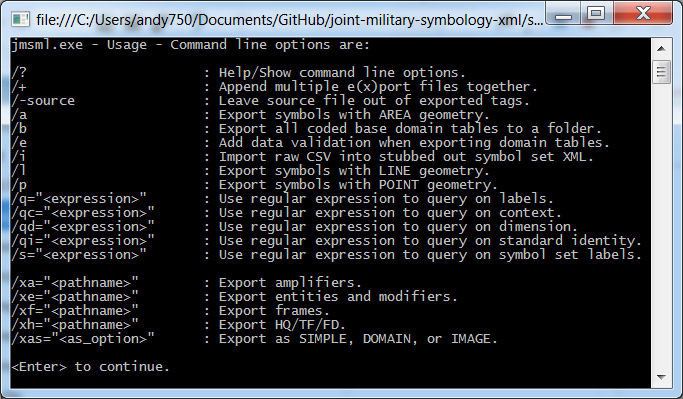 file:///C:/Users/andy750/Documents/GitHub/joint-military-symbology-xml/s...
jmsml.exe - Usage - Command line options are:
/? : Help/Show command line options.
/+ : Append multiple e(x)port files together.
/-source : Leave source file out of exported tags.
/a : Export symbols with AREA geometry.
/b : Export all coded base domain tables to a folder.
/e : Add data validation when exporting domain tables.
/i : Import raw CSV into stubbed out symbol set XML.
/l : Export symbols with LINE geometry.
/p : Export symbols with POINT geometry.
/q="<expression>" : Use regular expression to query on labels.
/qc="<expression>" : Use regular expression to query on context.
/qd="<expression>" : Use regular expression to query on dimension.
/qi="<expression>" : Use regular expression to query on standard identity.
/s="<expression>" : Use regular expression to query on symbol set labels.
/xa="<pathname>" : Export amplifiers.
/xe="<pathname>" : Export entities and modifiers.
/xf="<pathname>" : Export frames.
/xh="<pathname>" : Export HQ/TF/FD.
/xas="<as_option>" : Export as SIMPLE, DOMAIN, or IMAGE.
<Enter> to continue.